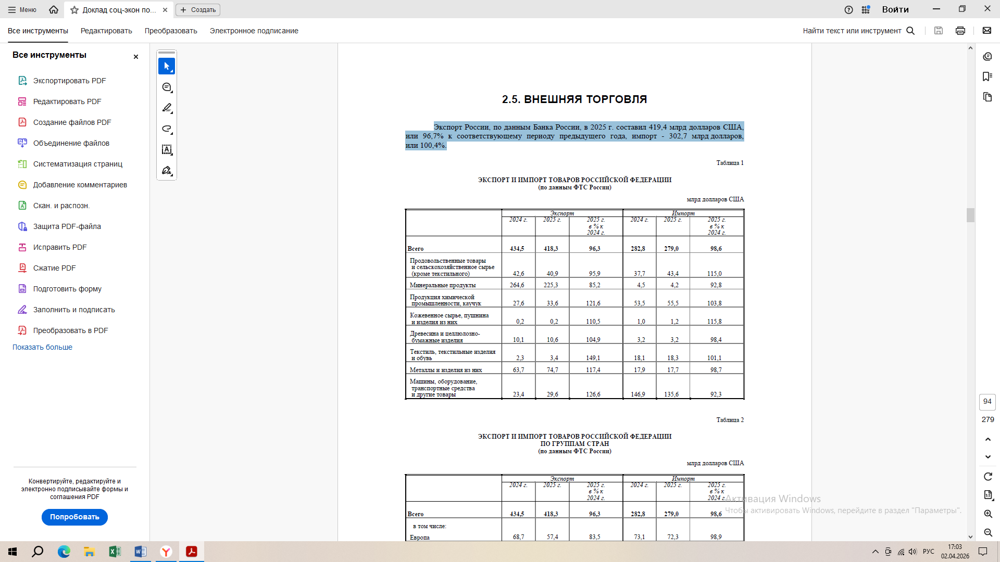 Меню
Доклад соц-экон по...
Создать
Войти
Все инструменты
Редактировать
Преобразовать
Электронное подписание
Найти текст или инструмент
Все инструменты
Экспортировать PDF
Редактировать PDF
Создание файлов PDF
Объединение файлов
Систематизация страниц
Добавление комментариев
Скан. и распозн.
Защита PDF-файла
Исправить PDF
Сжатие PDF
Подготовить форму
Заполнить и подписать
Преобразовать в PDF
Показать больше
Конвертируйте, редактируйте и
электронно подписывайте формы и
соглашения PDF
Попробовать
2.5. ВНЕШНЯЯ ТОРГОВЛЯ
Экспорт России, по данным Банка России, в 2025 г. составил 419,4 млрд долларов США,
или 96,7% к соответствующему периоду предыдущего года, импорт - 302,7 млрд долларов,
или 100,4%.
Таблица 1
ЭКСПОРТ И ИМПОРТ ТОВАРОВ РОССИЙСКОЙ ФЕДЕРАЦИИ
(по данным ФТС России)
млрд долларов США
Экспорт Импорт
2024 г. 2025 г. 2025 г. 2024 г. 2025 г. 2025 г.
в % к в % к
2024 г. 2024 г.
Всего 434,5 418,3 96,3 282,8 279,0 98,6
Продовольственные товары
и сельскохозяйственное сырье
(кроме текстильного) 42,6 40,9 95,9 37,7 43,4 115,0
Минеральные продукты 264,6 225,3 85,2 4,5 4,2 92,8
Продукция химической
промышленности, каучук 27,6 33,6 121,6 53,5 55,5 103,8
Кожевенное сырье, пушнина
и изделия из них 0,2 0,2 110,5 1,0 1,2 115,8
Древесина и целлюлозно-
бумажные изделия 10,1 10,6 104,9 3,2 3,2 98,4
Текстиль, текстильные изделия
и обувь 2,3 3,4 149,1 18,1 18,3 101,1
Металлы и изделия из них 63,7 74,7 117,4 17,9 17,7 98,7
Машины, оборудование,
транспортные средства
и другие товары 23,4 29,6 126,6 146,9 135,6 92,3
Таблица 2
ЭКСПОРТ И ИМПОРТ ТОВАРОВ РОССИЙСКОЙ ФЕДЕРАЦИИ
ПО ГРУППАМ СТРАН
(по данным ФТС России)
млрд долларов США
Экспорт Импорт
2024 г. 2025 г. 2025 г. 2024 г. 2025 г. 2025 г.
в % к в % к
2024 г. 2024 г.
Всего 434,5 418,3 96,3 282,8 279,0 98,6
в том числе:
Европа 68,7 57,4 83,5 73,1 72,3 98,9
94
279
Активация Windows
Чтобы активировать Windows, перейдите в раздел "Параметры".
РУС
17:03
02.04.2026